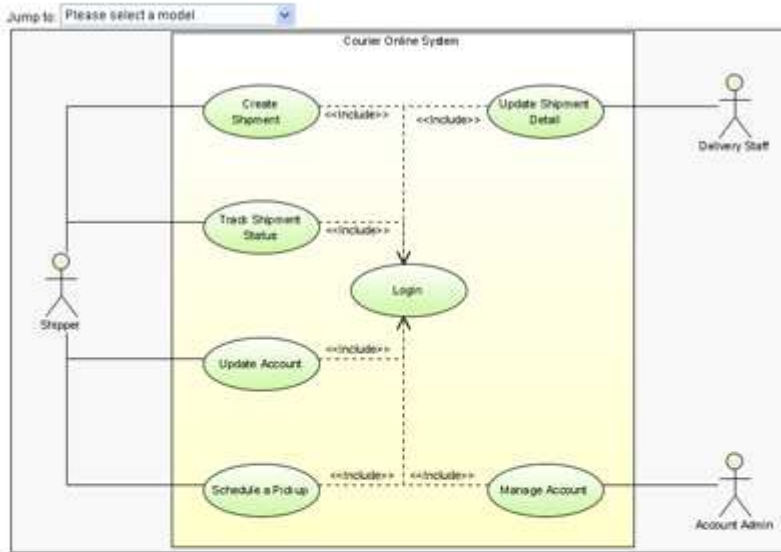 Jump to: Please select a model
Courier Online System
Create
Shipment
<<Include>>
<<Include>>
Update Shipment
Detail
Delivery Staff
Track Shipment
Status
<<Include>>
Login
Shipper
<<Include>>
Update Account
Schedule a Pickup
<<Include>>
<<Include>>
Manage Account
Account Admin